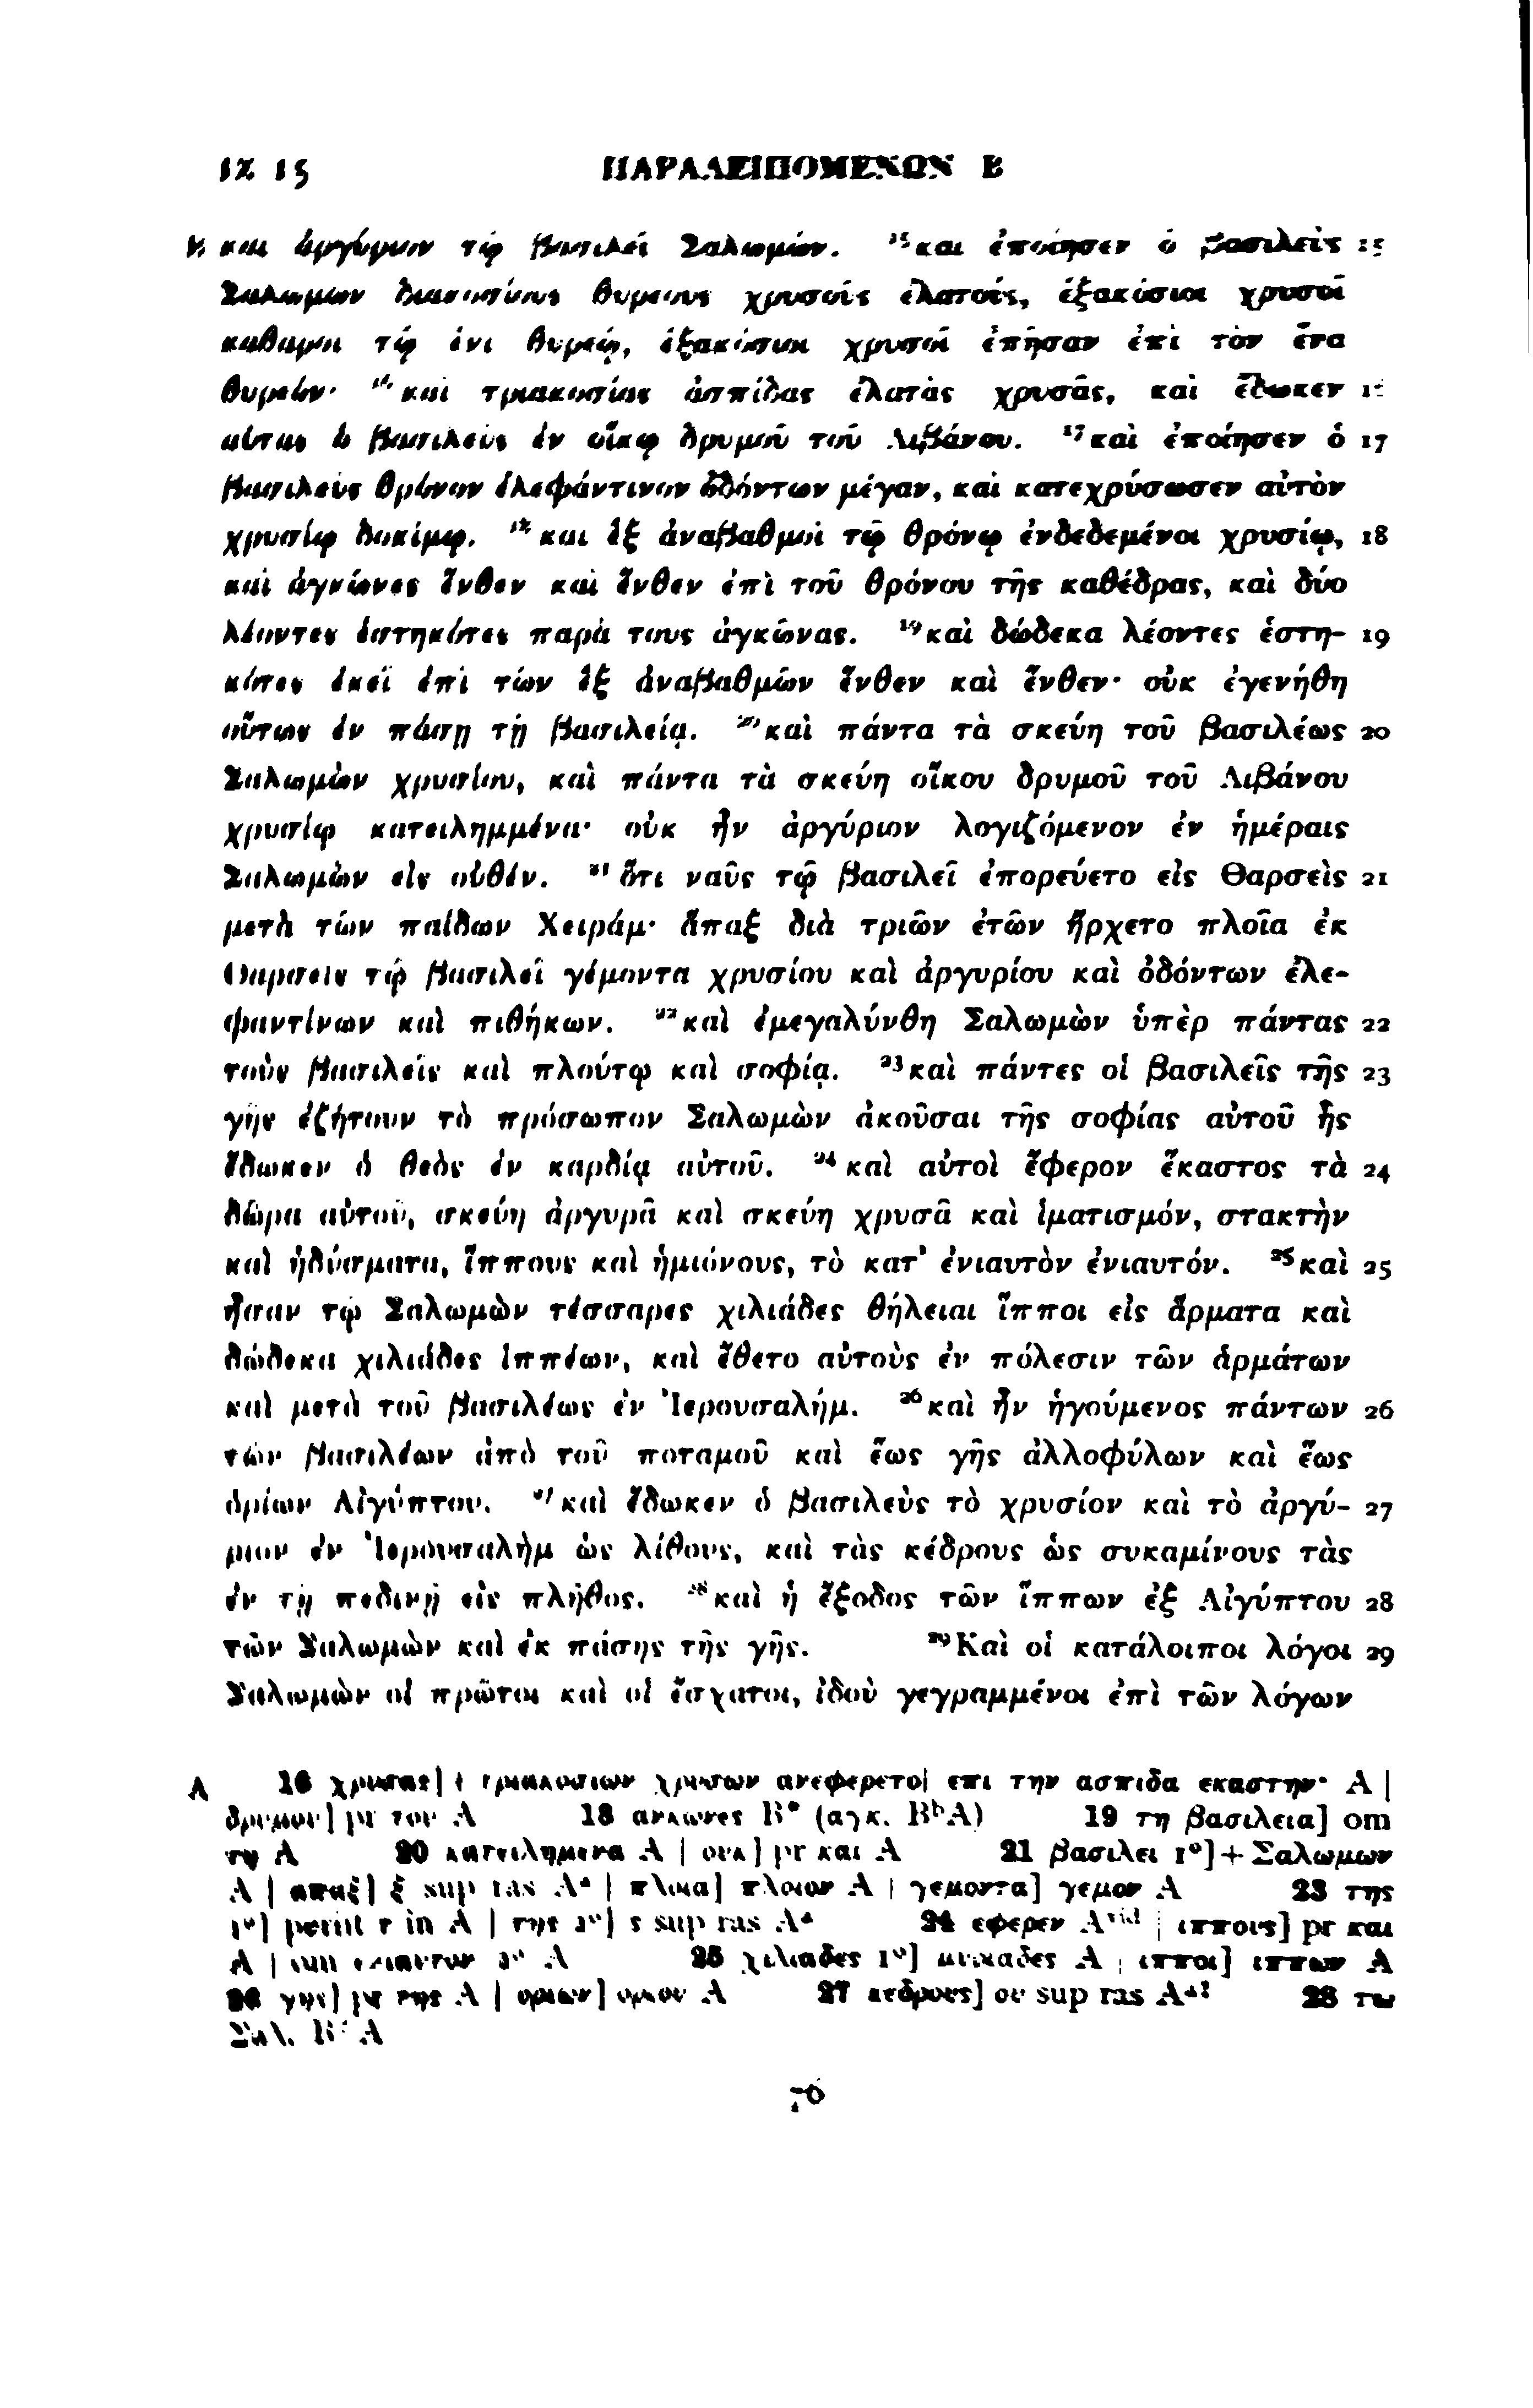 IX 15 ΠΑΡΑΛΕΙΠΟΜΕΝΩΝ Β
B καὶ ἀργύριον τῷ βασιλεῖ Σαλωμών. ¹⁵καὶ ἐποίησεν ὁ βασιλεὺς 15
Σαλωμὼν διακοσίους θυρεοὺς χρυσοῦς ἐλατούς, ἑξακόσιοι χρυσοῖ
καθαροὶ τῷ ἑνὶ θυρεῷ, ἑξακόσιοι χρυσοῖ ἐπῆσαν ἐπὶ τὸν ἕνα
θυρεόν· ¹⁶καὶ τριακοσίας ἀσπίδας ἐλατὰς χρυσᾶς, καὶ ἔδωκεν 16
αὐτὰς ὁ βασιλεὺς ἐν οἴκῳ δρυμοῦ τοῦ Λιβάνου. ¹⁷καὶ ἐποίησεν ὁ 17
βασιλεὺς θρόνον ἐλεφάντινον ὀδόντων μέγαν, καὶ κατεχρύσωσεν αὐτὸν
χρυσίῳ δοκίμῳ. ¹⁸καὶ ἓξ ἀναβαθμοὶ τῷ θρόνῳ ἐνδεδεμένοι χρυσίῳ, 18
καὶ ἀγκῶνες ἔνθεν καὶ ἔνθεν ἐπὶ τοῦ θρόνου τῆς καθέδρας, καὶ δύο
λέοντες ἑστηκότες παρὰ τοὺς ἀγκῶνας. ¹⁹καὶ δώδεκα λέοντες ἑστη- 19
κότες ἐκεῖ ἐπὶ τῶν ἓξ ἀναβαθμῶν ἔνθεν καὶ ἔνθεν· οὐκ ἐγενήθη
οὕτως ἐν πάσῃ τῇ βασιλείᾳ. ²⁰καὶ πάντα τὰ σκεύη τοῦ βασιλέως 20
Σαλωμὼν χρυσίου, καὶ πάντα τὰ σκεύη οἴκου δρυμοῦ τοῦ Λιβάνου
χρυσίῳ κατειλημμένα· οὐκ ἦν ἀργύριον λογιζόμενον ἐν ἡμέραις
Σαλωμὼν εἰς οὐθέν. ²¹ὅτι ναῦς τῷ βασιλεῖ ἐπορεύετο εἰς Θαρσεὶς 21
μετὰ τῶν παίδων Χειράμ· ἅπαξ διὰ τριῶν ἐτῶν ἤρχετο πλοῖα ἐκ
Θαρσεὶς τῷ βασιλεῖ γέμοντα χρυσίου καὶ ἀργυρίου καὶ ὀδόντων ἐλε-
φαντίνων καὶ πιθήκων. ²²καὶ ἐμεγαλύνθη Σαλωμὼν ὑπὲρ πάντας 22
τοὺς βασιλεῖς καὶ πλούτῳ καὶ σοφίᾳ. ²³καὶ πάντες οἱ βασιλεῖς τῆς 23
γῆς ἐζήτουν τὸ πρόσωπον Σαλωμὼν ἀκοῦσαι τῆς σοφίας αὐτοῦ ἧς
ἔδωκεν ὁ θεὸς ἐν καρδίᾳ αὐτοῦ. ²⁴καὶ αὐτοὶ ἔφερον ἕκαστος τὰ 24
δῶρα αὐτοῦ, σκεύη ἀργυρᾶ καὶ σκεύη χρυσᾶ καὶ ἱματισμόν, στακτὴν
καὶ ἡδύσματα, ἵππους καὶ ἡμιόνους, τὸ κατ' ἐνιαυτὸν ἐνιαυτόν. ²⁵καὶ 25
ἦσαν τῷ Σαλωμὼν τέσσαρες χιλιάδες θήλειαι ἵπποι εἰς ἅρματα καὶ
δώδεκα χιλιάδες ἱππέων, καὶ ἔθετο αὐτοὺς ἐν πόλεσιν τῶν ἁρμάτων
καὶ μετὰ τοῦ βασιλέως ἐν Ἰερουσαλήμ. ²⁶καὶ ἦν ἡγούμενος πάντων 26
τῶν βασιλέων ἀπὸ τοῦ ποταμοῦ καὶ ἕως γῆς ἀλλοφύλων καὶ ἕως
ὁρίων Αἰγύπτου. ²⁷καὶ ἔδωκεν ὁ βασιλεὺς τὸ χρυσίον καὶ τὸ ἀργύ- 27
ριον ἐν Ἰερουσαλὴμ ὡς λίθους, καὶ τὰς κέδρους ὡς συκαμίνους τὰς
ἐν τῇ πεδινῇ εἰς πλῆθος. ²⁸καὶ ἡ ἔξοδος τῶν ἵππων ἐξ Αἰγύπτου 28
τῶν Σαλωμὼν καὶ ἐκ πάσης τῆς γῆς. ²⁹Καὶ οἱ κατάλοιποι λόγοι 29
Σαλωμὼν οἱ πρῶτοι καὶ οἱ ἔσχατοι, ἰδοὺ γεγραμμένοι ἐπὶ τῶν λόγων
A 16 χρυσας] + τριακοσιων χρυσων ανεφερετο| επι την ασπιδα εκαστην· A |
δρυμου] pr του A 18 ανκωνες B* (αγκ. BᵇA) 19 τη βασιλεια] om
τη A 20 κατειλημενα A | ουκ] pr και A 21 βασιλει 1°] + Σαλωμων
A | απαξ] ξ sup ras Aᵃ | πλοια] πλοιον A | γεμοντα] γεμον A 23 της
1°] periit τ in A | της 2°] s sup ras Aᵃ 24 εφερεν Aᵛⁱᵈ | ιππους] pr και
A | ενιαυτον 2° A 25 χιλιαδες 1°] μυριαδες A | ιπποι] ιππων A
26 γης] pr της A | οριων] οριου A 27 κεδρους] ου sup ras Aᵃ? 28 τω
Σαλ. A
70